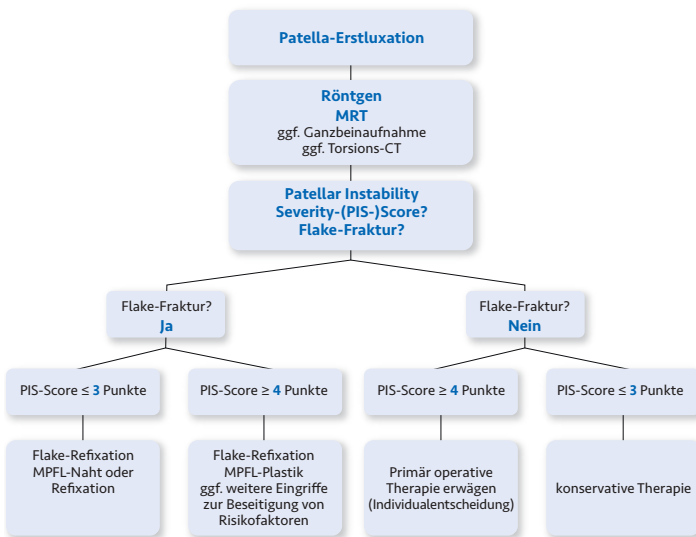 Patella-Erstluxation
Röntgen
MRT
ggf. Ganzbeinaufnahme
ggf. Torsions-CT
Patellar Instability
Severity-(PIS-)Score?
Flake-Fraktur?
Flake-Fraktur?
Ja
Flake-Fraktur?
Nein
PIS-Score ≤ 3 Punkte
PIS-Score ≥ 4 Punkte
PIS-Score ≥ 4 Punkte
PIS-Score ≤ 3 Punkte
Flake-Refixation
MPFL-Naht oder
Refixation
Flake-Refixation
MPFL-Plastik
ggf. weitere Eingriffe
zur Beseitigung von
Risikofaktoren
Primär operative
Therapie erwägen
(Individualentscheidung)
konservative Therapie